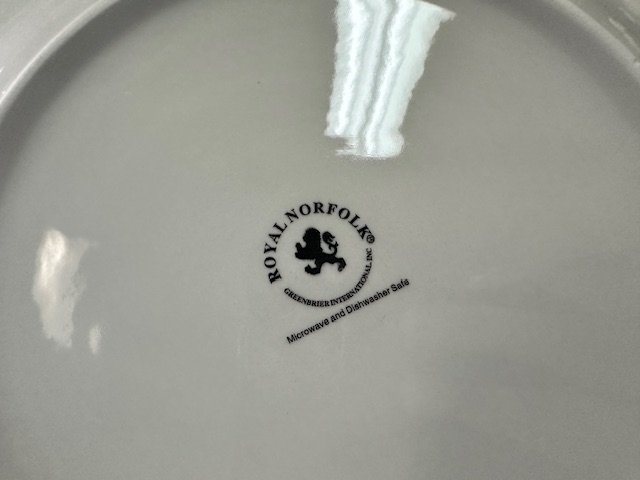 ROYAL NORFOLK®
GREENBRIER INTERNATIONAL, INC
Microwave and Dishwasher Safe